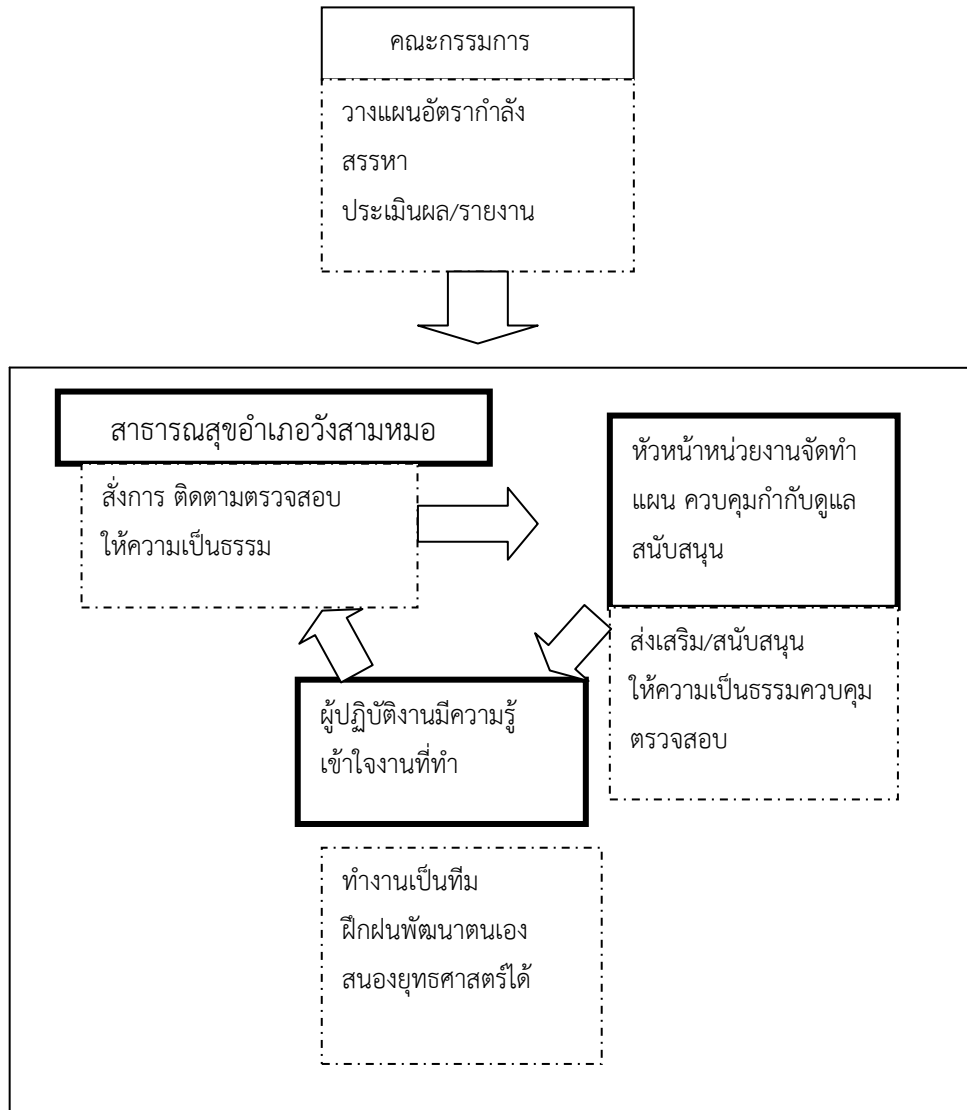 คณะกรรมการ
วางแผนอัตรากำลัง
สรรหา
ประเมินผล/รายงาน
สาธารณสุขอำเภอวังสามหมอ
สั่งการ ติดตามตรวจสอบ
ให้ความเป็นธรรม
หัวหน้าหน่วยงานจัดทำ
แผน ควบคุมกำกับดูแล
สนับสนุน
ส่งเสริม/สนับสนุน
ให้ความเป็นธรรมควบคุม
ตรวจสอบ
ผู้ปฏิบัติงานมีความรู้
เข้าใจงานที่ทำ
ทำงานเป็นทีม
ฝึกฝนพัฒนาตนเอง
สนองยุทธศาสตร์ได้